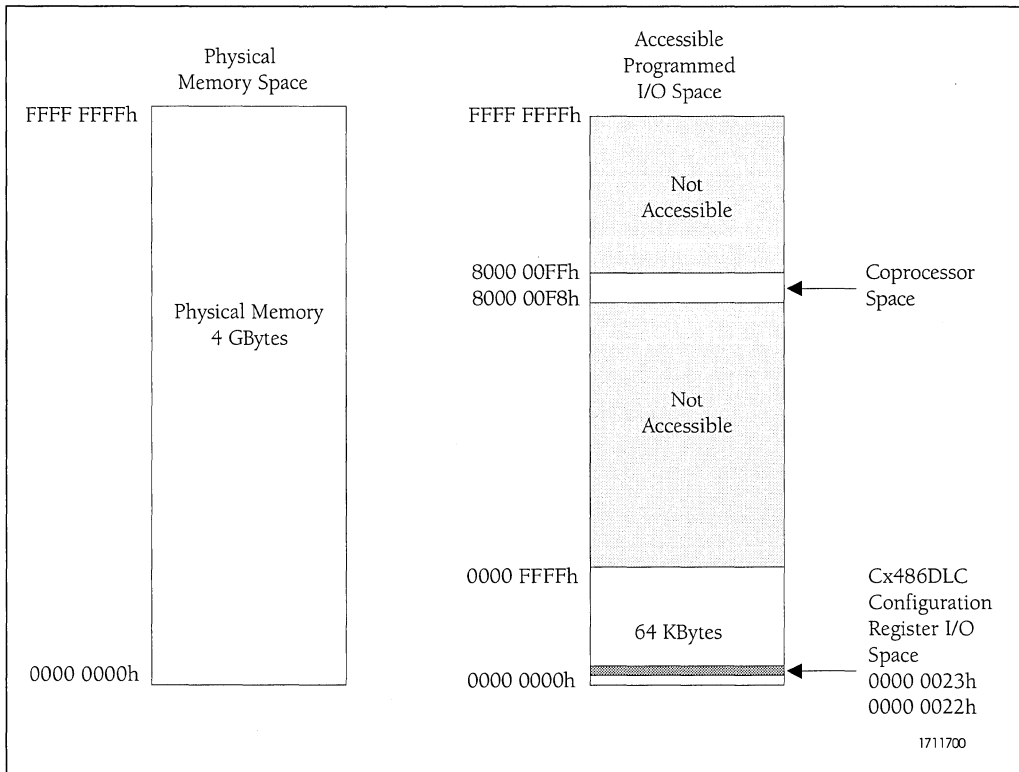 Physical
Memory Space
FFFF FFFFh
Physical Memory
4 GBytes
0000 0000h
Accessible
Programmed
I/O Space
FFFF FFFFh
Not
Accessible
8000 00FFh
8000 00F8h
Coprocessor
Space
Not
Accessible
0000 FFFFh
64 KBytes
0000 0000h
Cx486DLC
Configuration
Register I/O
Space
0000 0023h
0000 0022h
1711700